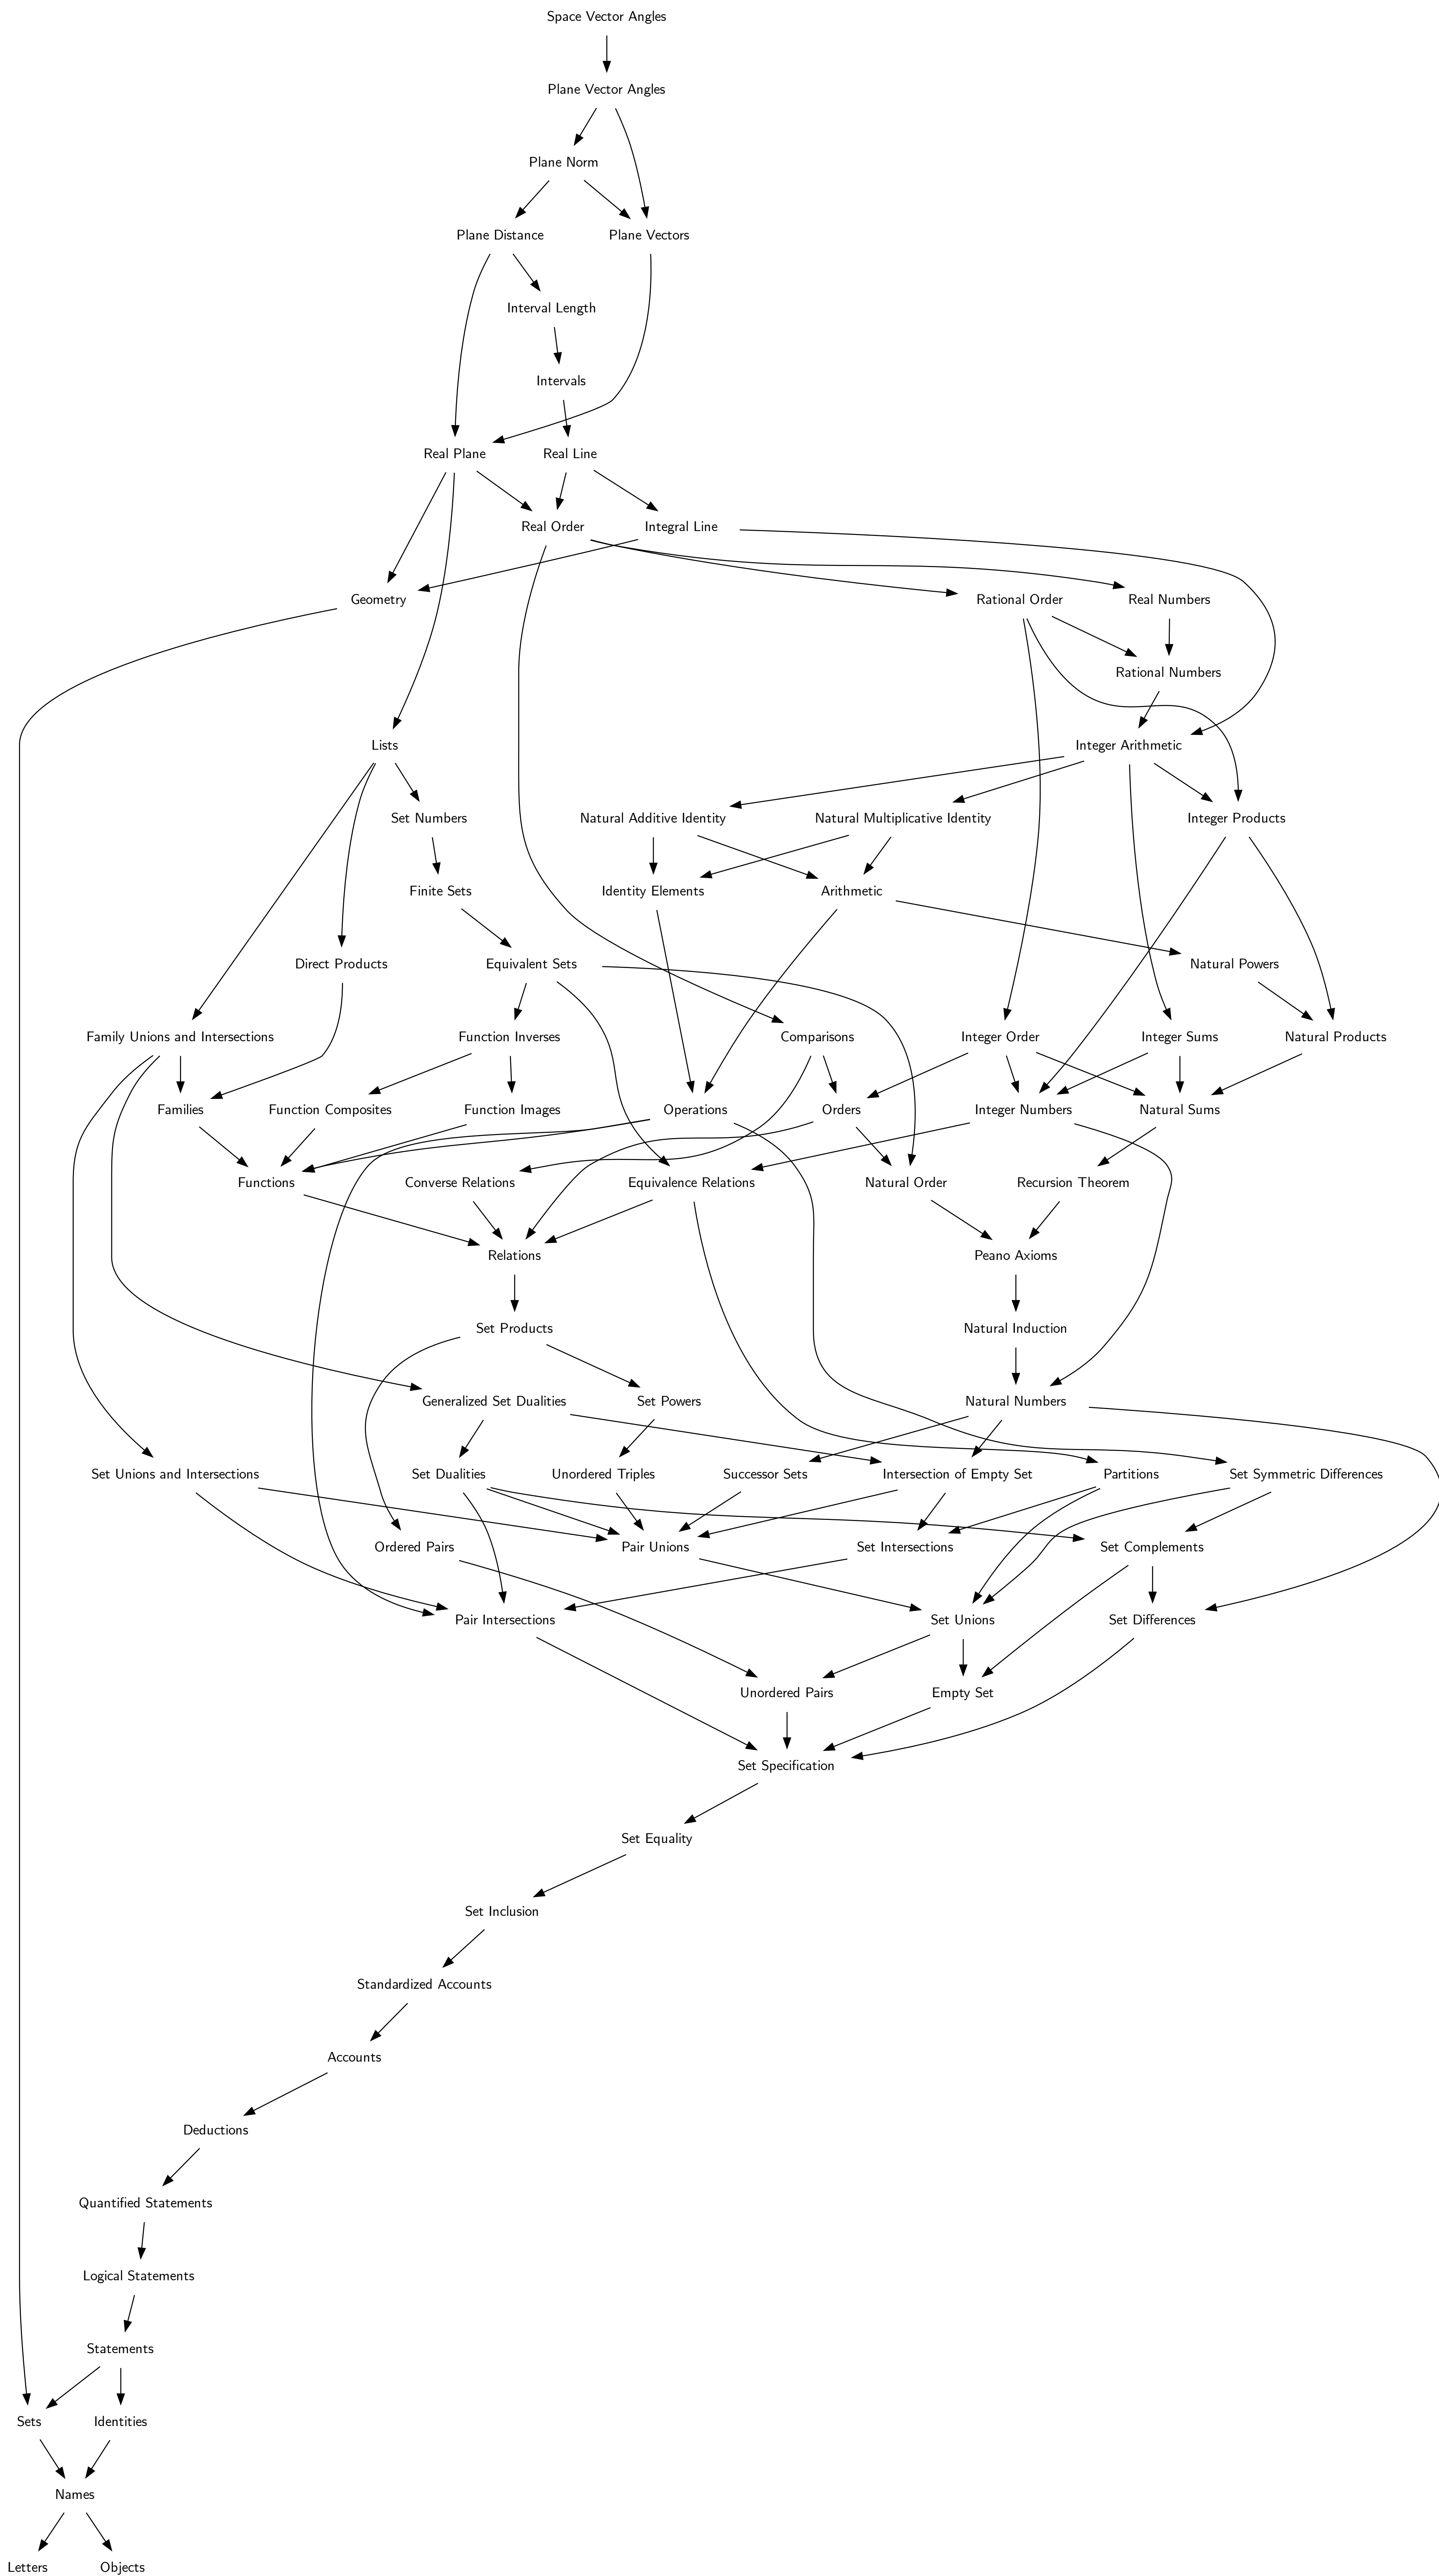 Space Vector Angles
Plane Vector Angles
Plane Norm
Plane Distance
Plane Vectors
Interval Length
Intervals
Real Plane
Real Line
Real Order
Integral Line
Geometry
Rational Order
Real Numbers
Rational Numbers
Lists
Integer Arithmetic
Set Numbers
Natural Additive Identity
Natural Multiplicative Identity
Integer Products
Finite Sets
Identity Elements
Arithmetic
Direct Products
Equivalent Sets
Natural Powers
Family Unions and Intersections
Function Inverses
Comparisons
Integer Order
Integer Sums
Natural Products
Families
Function Composites
Function Images
Operations
Orders
Integer Numbers
Natural Sums
Functions
Converse Relations
Equivalence Relations
Natural Order
Recursion Theorem
Relations
Peano Axioms
Set Products
Natural Induction
Generalized Set Dualities
Set Powers
Natural Numbers
Set Unions and Intersections
Set Dualities
Unordered Triples
Successor Sets
Intersection of Empty Set
Partitions
Set Symmetric Differences
Ordered Pairs
Pair Unions
Set Intersections
Set Complements
Pair Intersections
Set Unions
Set Differences
Unordered Pairs
Empty Set
Set Specification
Set Equality
Set Inclusion
Standardized Accounts
Accounts
Deductions
Quantified Statements
Logical Statements
Statements
Sets
Identities
Names
Letters
Objects